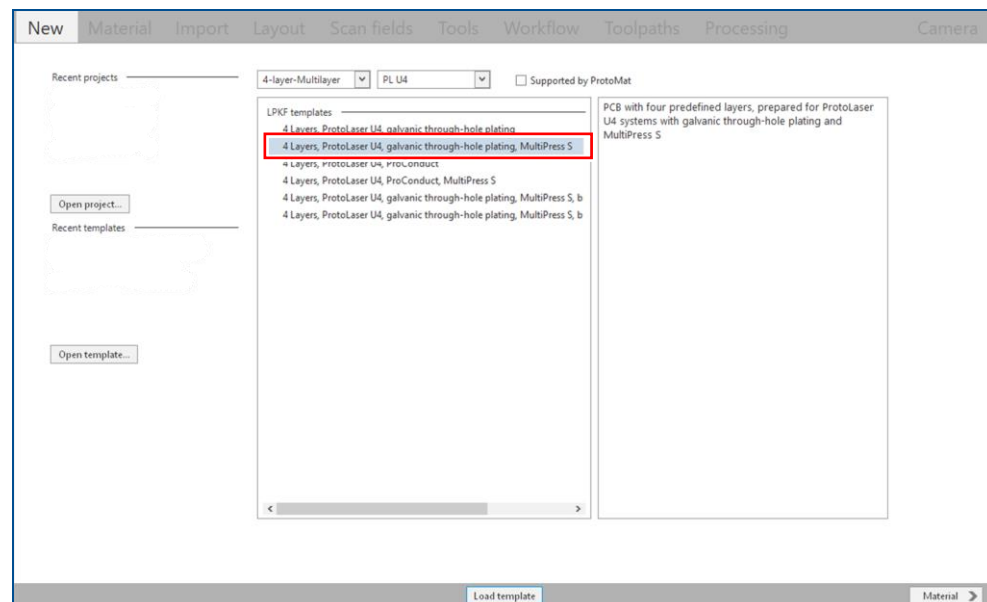 New Material Import Layout Scan fields Tools Workflow Toolpaths Processing Camera
Recent projects
Open project...
Recent templates
Open template...
4-layer-Multilayer PL U4 Supported by ProtoMat
LPKF templates
4 Layers, ProtoLaser U4, galvanic through-hole plating
4 Layers, ProtoLaser U4, galvanic through-hole plating, MultiPress S
4 Layers, ProtoLaser U4, ProConduct
4 Layers, ProtoLaser U4, ProConduct, MultiPress S
4 Layers, ProtoLaser U4, galvanic through-hole plating, MultiPress S, b
4 Layers, ProtoLaser U4, galvanic through-hole plating, MultiPress S, b
PCB with four predefined layers, prepared for ProtoLaser
U4 systems with galvanic through-hole plating and
MultiPress S
Load template
Material